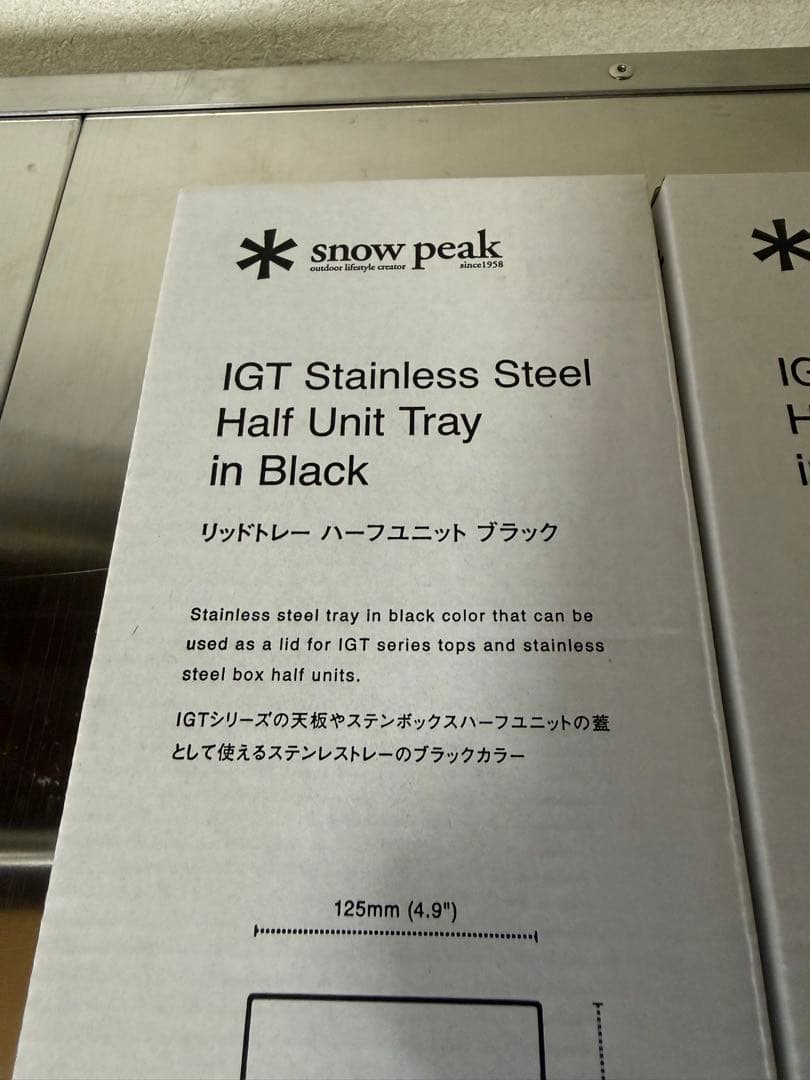 snow peak
outdoor lifestyle creator since1958
IGT Stainless Steel
Half Unit Tray
in Black
リッドトレー ハーフユニット ブラック
Stainless steel tray in black color that can be
used as a lid for IGT series tops and stainless
steel box half units.
IGTシリーズの天板やステンボックスハーフユニットの蓋
として使えるステンレストレーのブラックカラー
125mm (4.9")